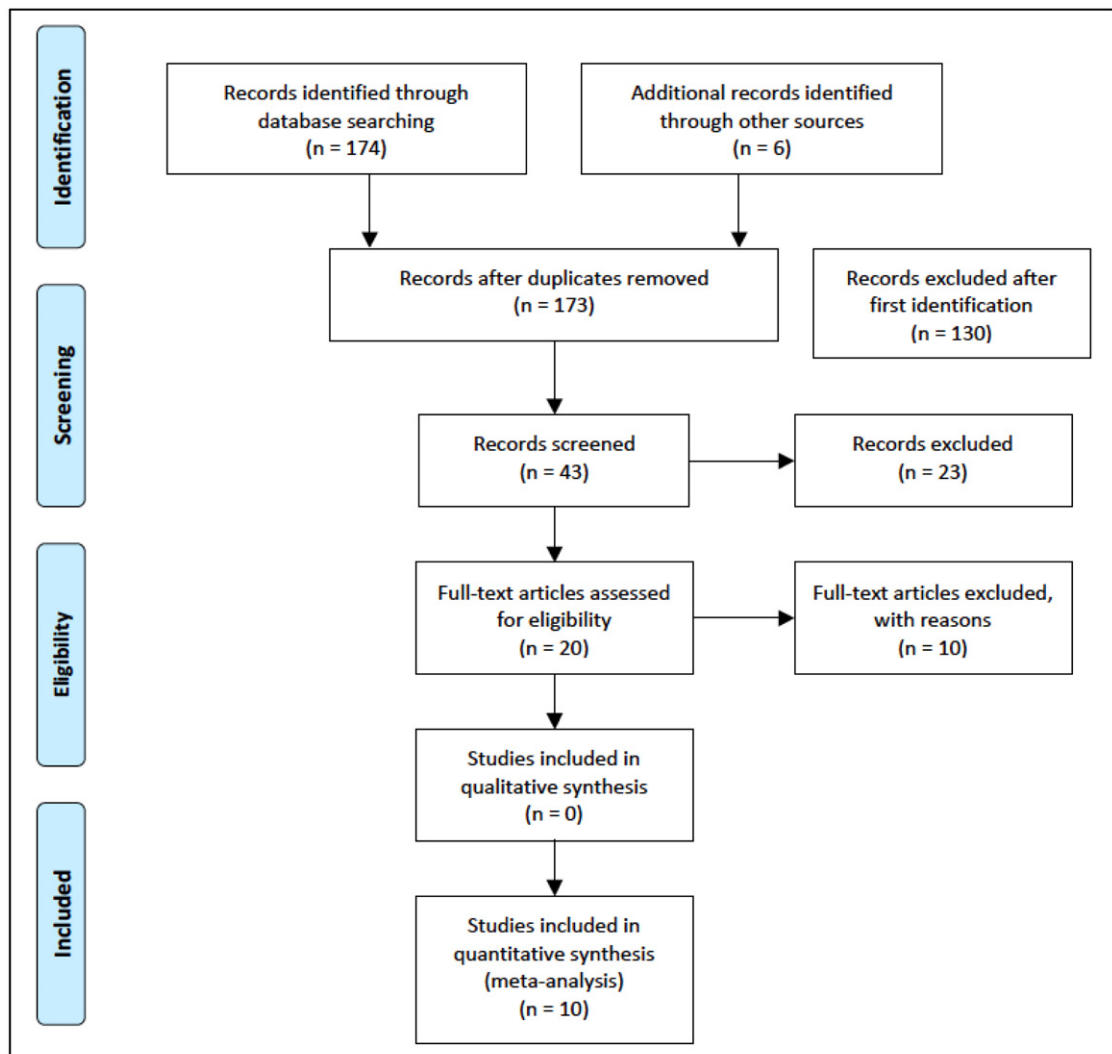 Identification
Records identified through
database searching
(n = 174)
Additional records identified
through other sources
(n = 6)
Records after duplicates removed
(n = 173)
Records excluded after
first identification
(n = 130)
Screening
Records screened
(n = 43)
Records excluded
(n = 23)
Eligibility
Full-text articles assessed
for eligibility
(n = 20)
Full-text articles excluded,
with reasons
(n = 10)
Studies included in
qualitative synthesis
(n = 0)
Included
Studies included in
quantitative synthesis
(meta-analysis)
(n = 10)